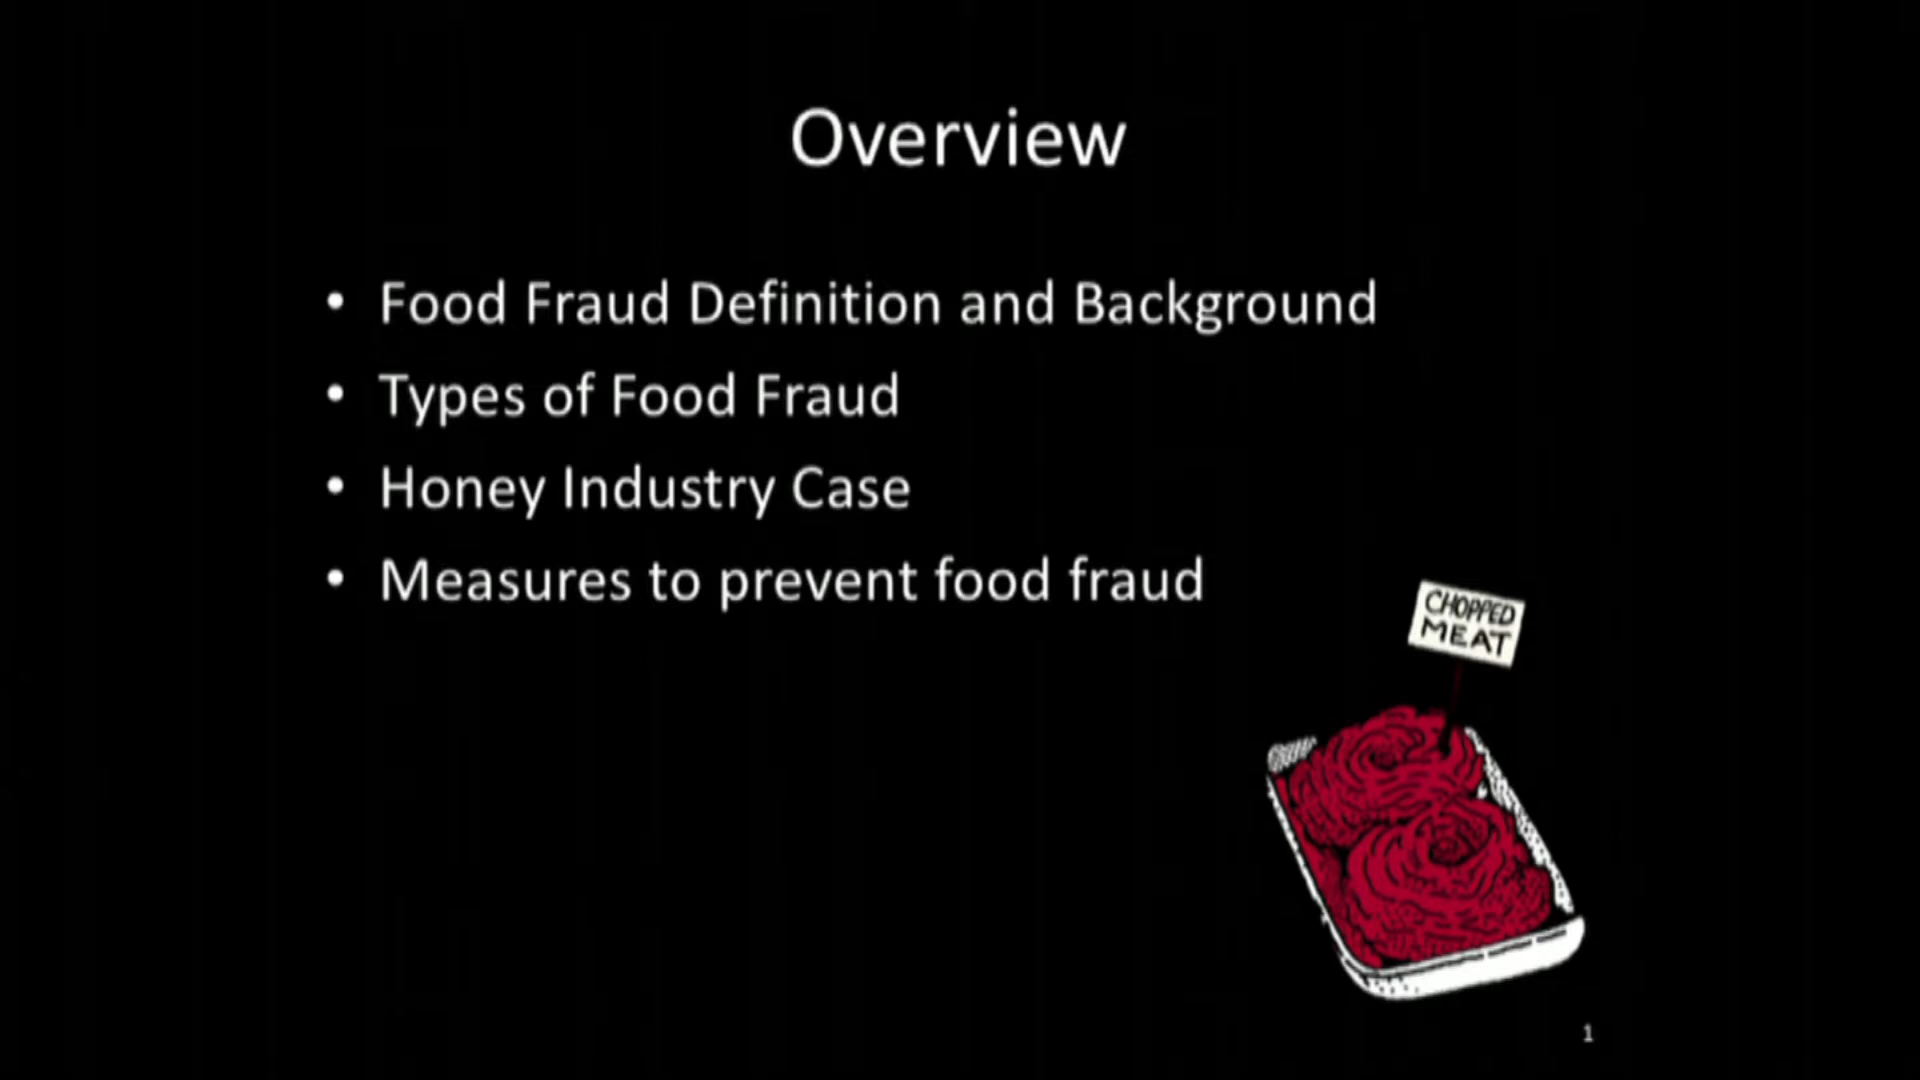 Overview
• Food Fraud Definition and Background
• Types of Food Fraud
• Honey Industry Case
• Measures to prevent food fraud
CHOPPED
MEAT
1